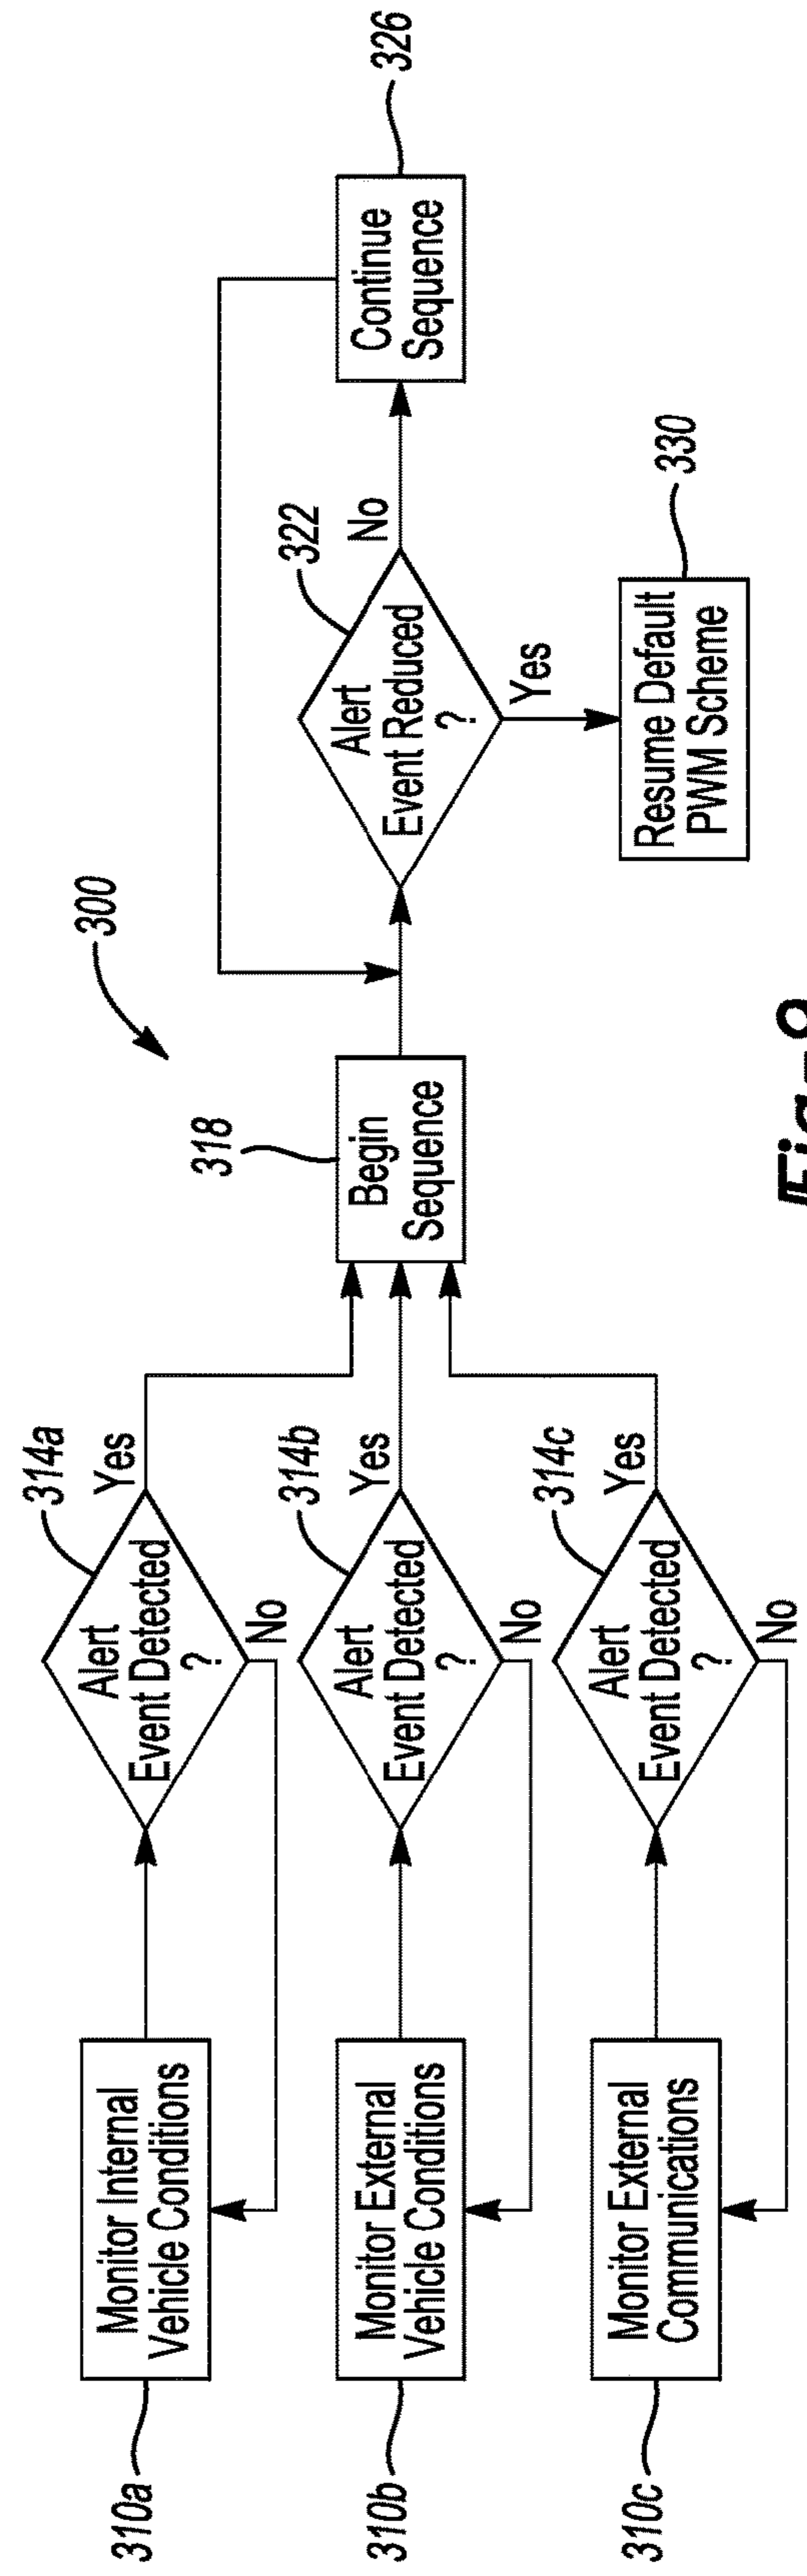 300
310a
Monitor Internal
Vehicle Conditions
314a
Alert
Event Detected
?
Yes
No
310b
Monitor External
Vehicle Conditions
314b
Alert
Event Detected
?
Yes
No
310c
Monitor External
Communications
314c
Alert
Event Detected
?
Yes
No
318
Begin
Sequence
322
Alert
Event Reduced
?
No
Yes
326
Continue
Sequence
330
Resume Default
PWM Scheme
Fig-